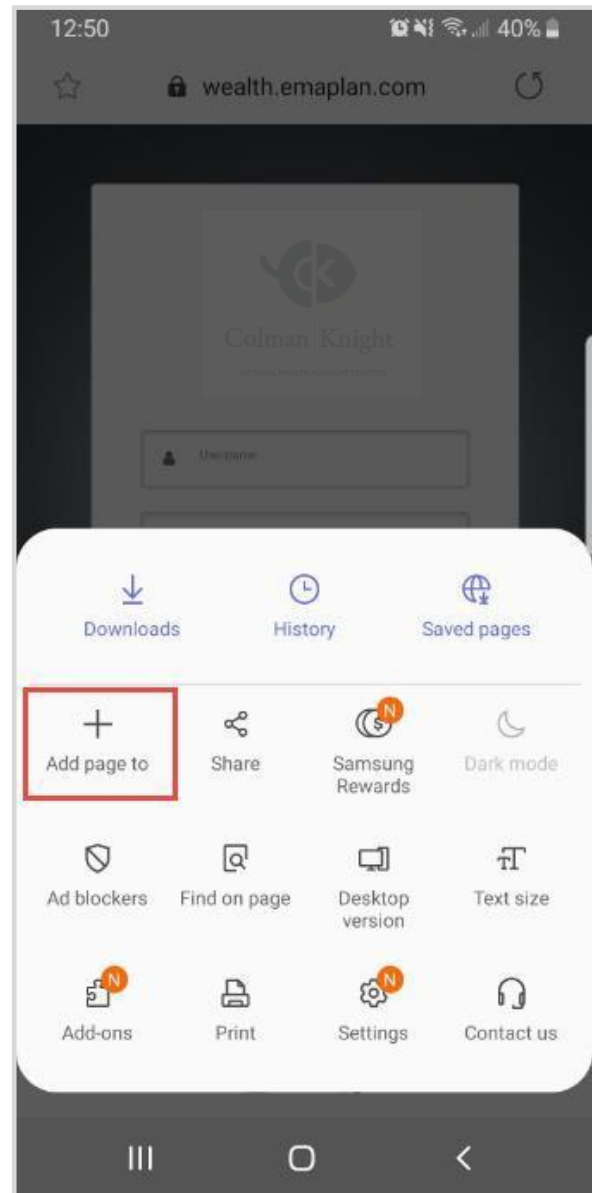 12:50 40%
wealth.emaplan.com
CK
Colman Knight
Username
Downloads History Saved pages
Add page to Share Samsung Rewards Dark mode
N
Ad blockers Find on page Desktop version Text size
N N
Add-ons Print Settings Contact us